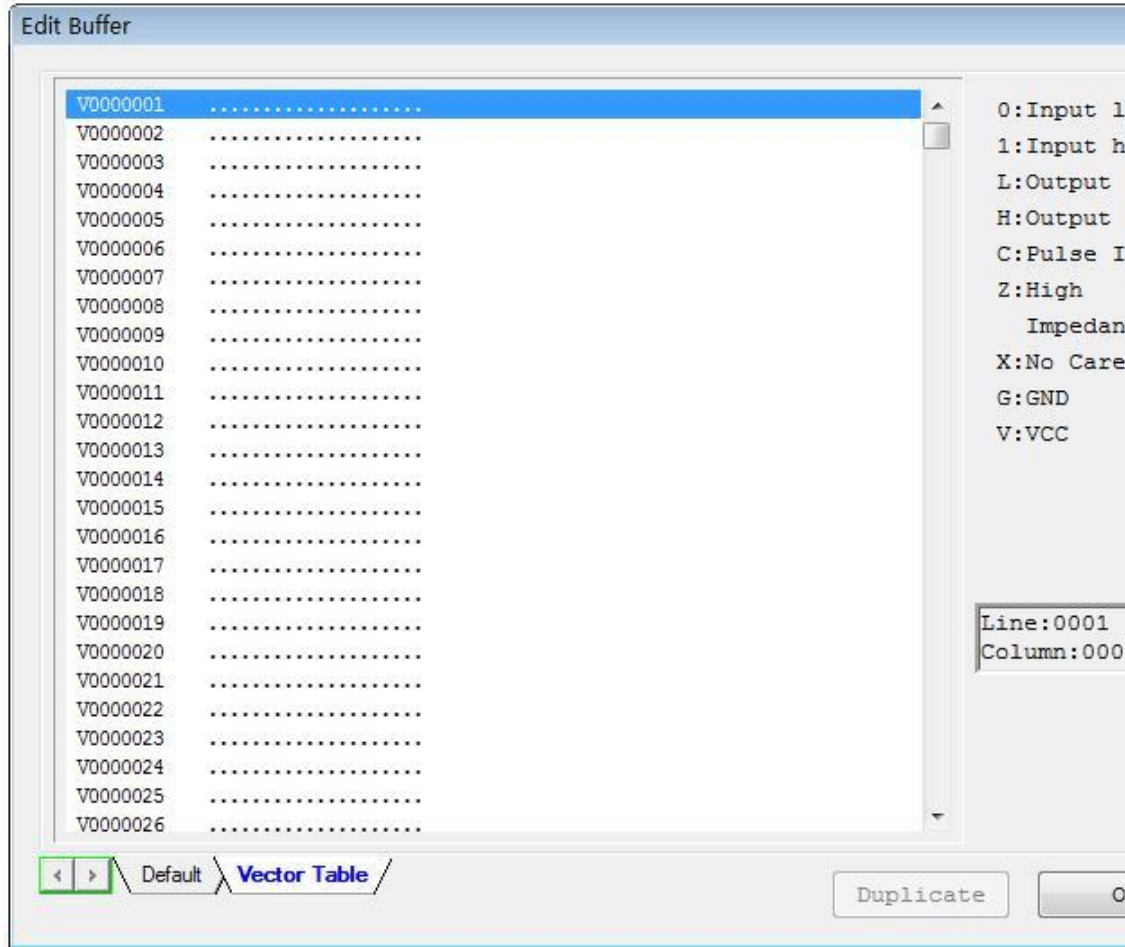 Edit Buffer
V0000001 ....................
V0000002 ....................
V0000003 ....................
V0000004 ....................
V0000005 ....................
V0000006 ....................
V0000007 ....................
V0000008 ....................
V0000009 ....................
V0000010 ....................
V0000011 ....................
V0000012 ....................
V0000013 ....................
V0000014 ....................
V0000015 ....................
V0000016 ....................
V0000017 ....................
V0000018 ....................
V0000019 ....................
V0000020 ....................
V0000021 ....................
V0000022 ....................
V0000023 ....................
V0000024 ....................
V0000025 ....................
V0000026 ....................
0:Input l
1:Input h
L:Output
H:Output
C:Pulse I
Z:High
Impedan
X:No Care
G:GND
V:VCC
Line:0001
Column:000
Default Vector Table
Duplicate O